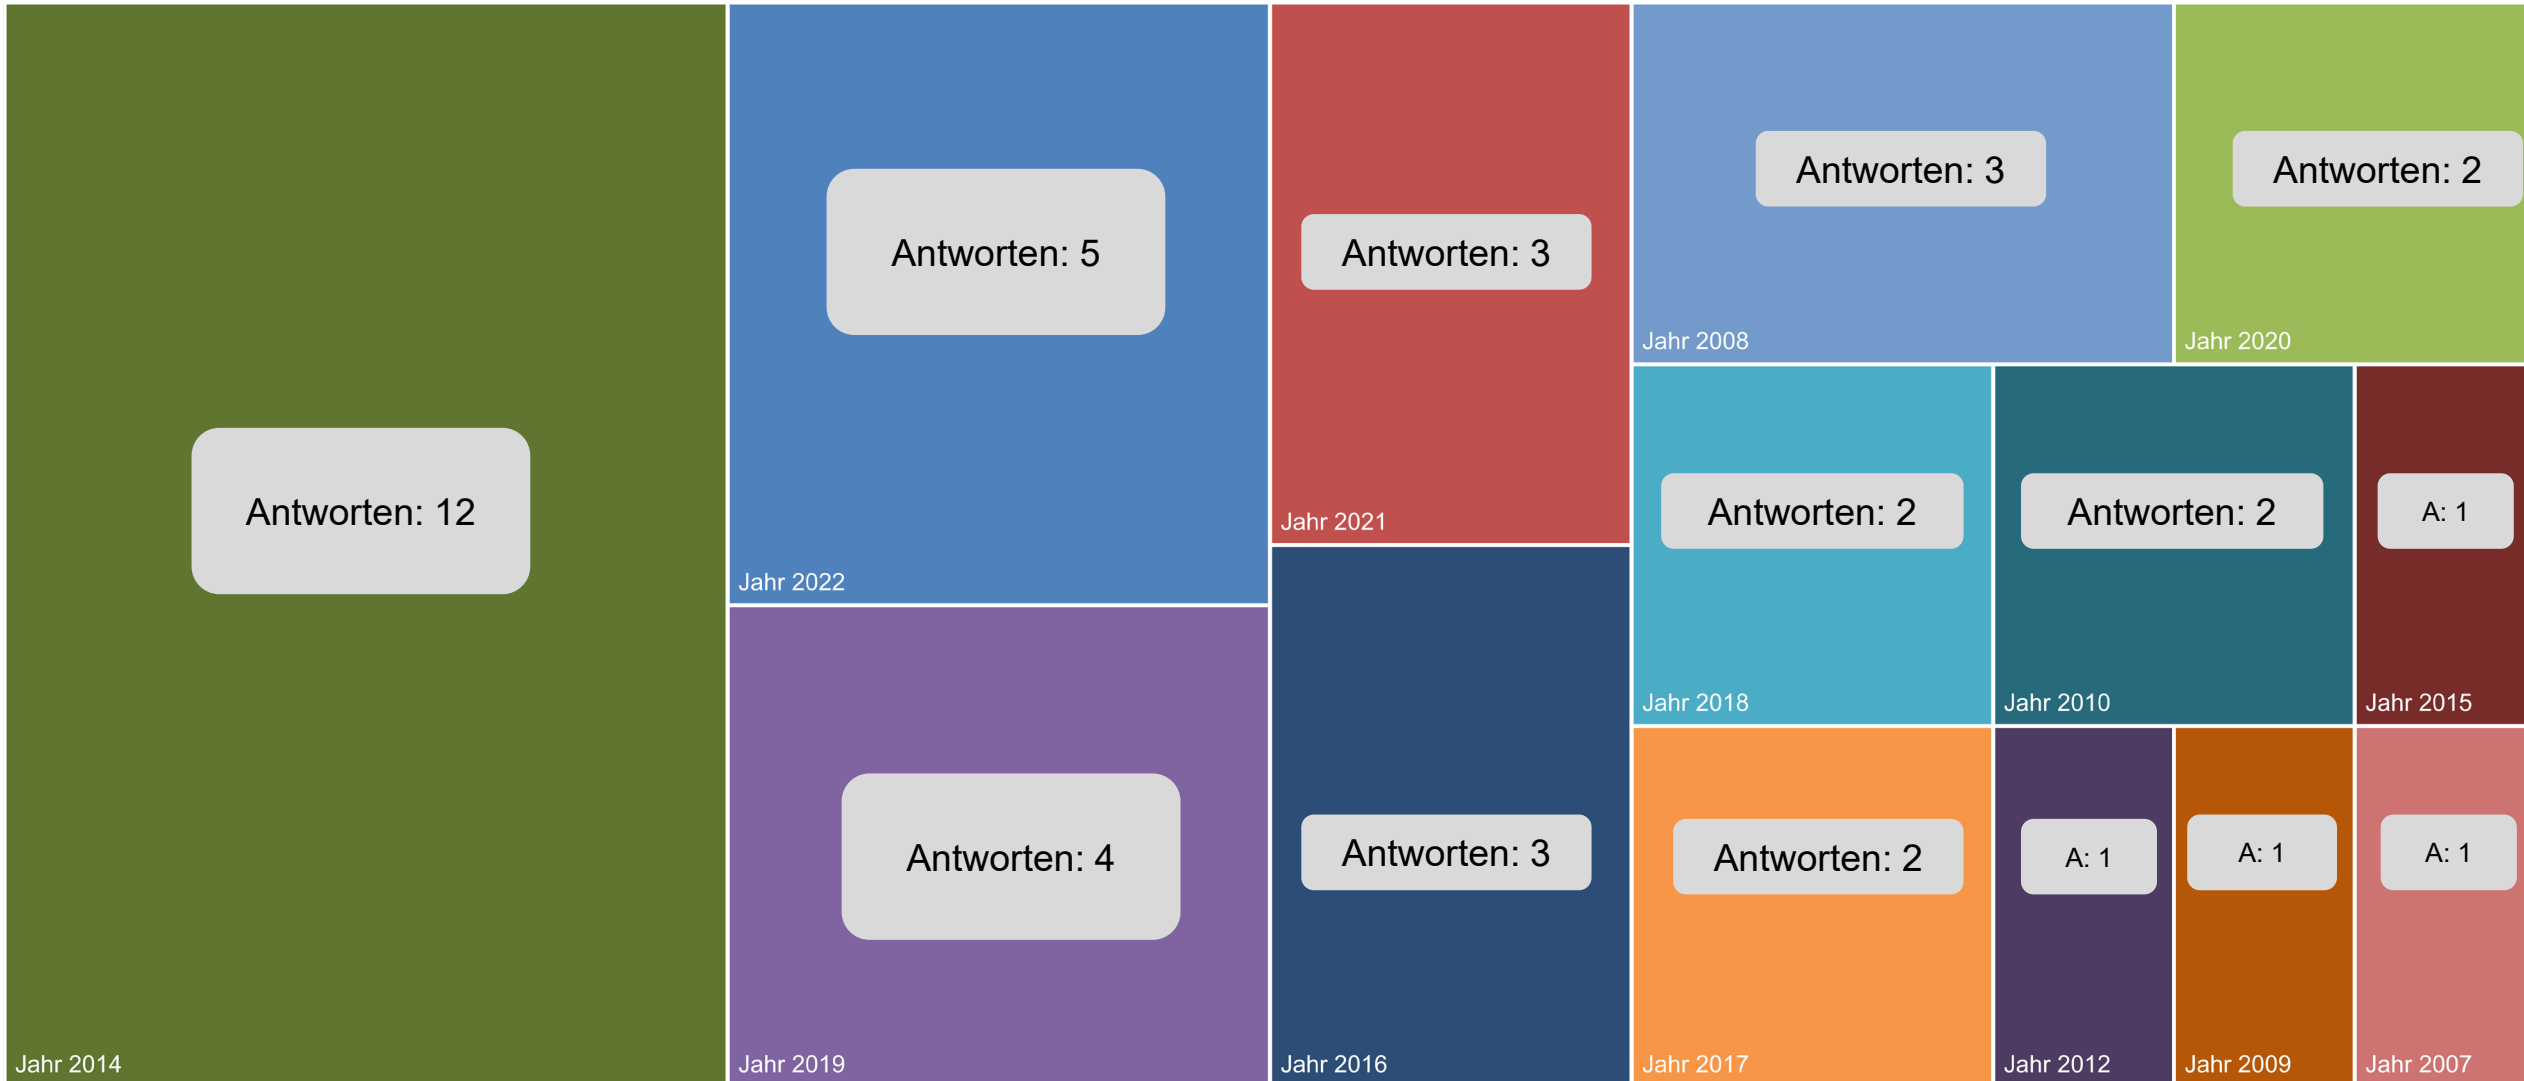 Antworten: 12
Jahr 2014
Antworten: 5
Jahr 2022
Antworten: 4
Jahr 2019
Antworten: 3
Jahr 2021
Antworten: 3
Jahr 2016
Antworten: 3
Jahr 2008
Antworten: 2
Jahr 2020
Antworten: 2
Jahr 2018
Antworten: 2
Jahr 2010
A: 1
Jahr 2015
Antworten: 2
Jahr 2017
A: 1
Jahr 2012
A: 1
Jahr 2009
A: 1
Jahr 2007